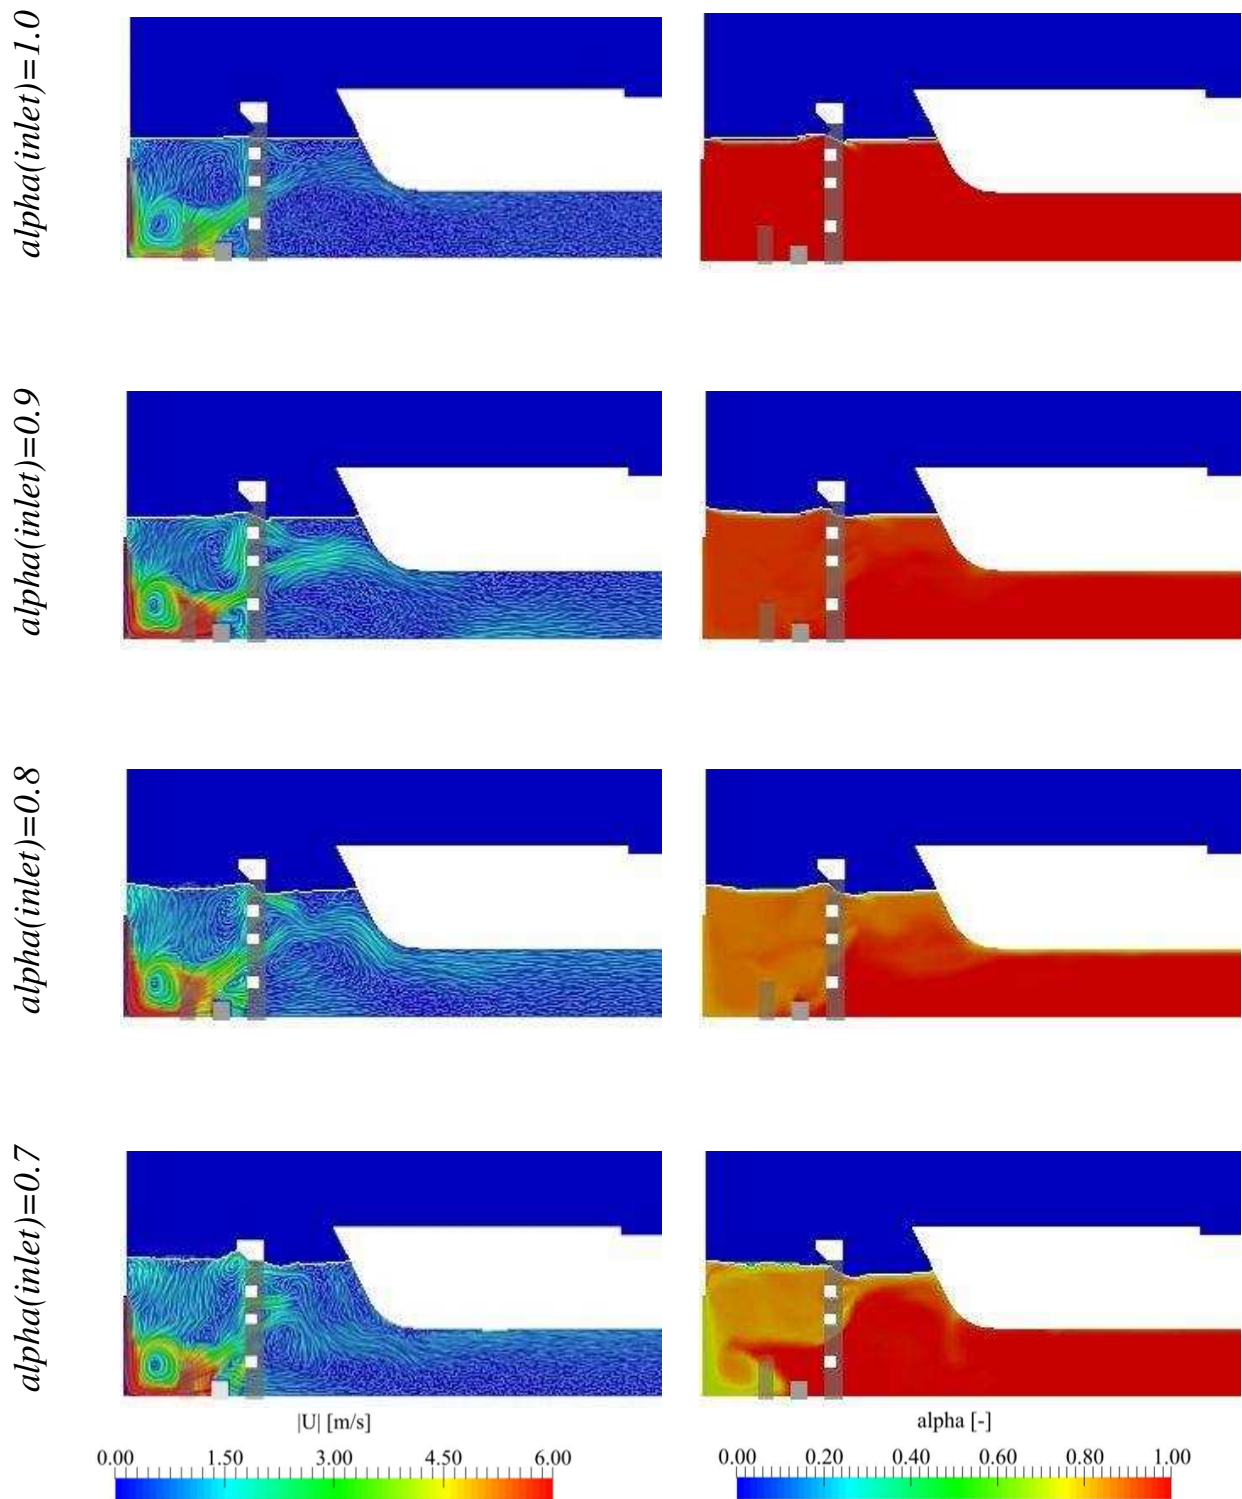 alpha(inlet)=1.0
alpha(inlet)=0.9
alpha(inlet)=0.8
alpha(inlet)=0.7
|U| [m/s]
0.00 1.50 3.00 4.50 6.00
alpha [-]
0.00 0.20 0.40 0.60 0.80 1.00